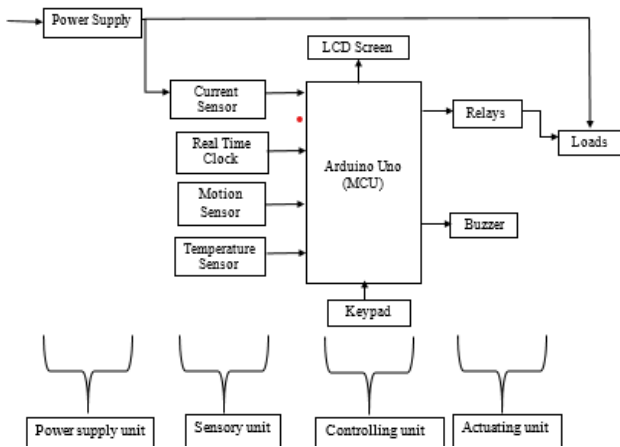 Power Supply
LCD Screen
Current
Sensor
Relays
Real Time
Clock
Arduino Uno
(MCU)
Loads
Motion
Sensor
Buzzer
Temperature
Sensor
Keypad
Power supply unit
Sensory unit
Controlling unit
Actuating unit